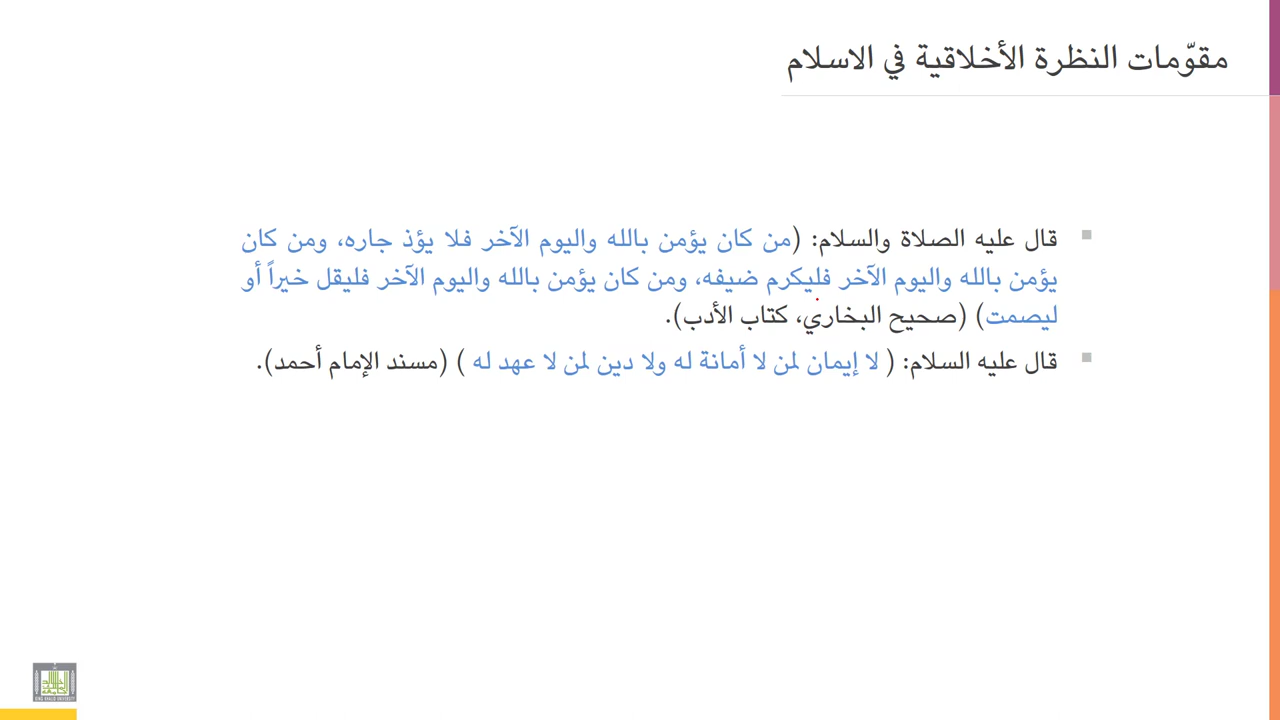 مقوّمات النظرة الأخلاقية في الاسلام
قال عليه الصلاة والسلام: (من كان يؤمن بالله واليوم الآخر فلا يؤذ جاره، ومن كان
يؤمن بالله واليوم الآخر فليكرم ضيفه، ومن كان يؤمن بالله واليوم الآخر فليقل خيراً أو
ليصمت) (صحيح البخاري، كتاب الأدب).
قال عليه السلام: ( لا إيمان لمن لا أمانة له ولا دين لمن لا عهد له ) (مسند الإمام أحمد).
KING KHALID UNIVERSITY